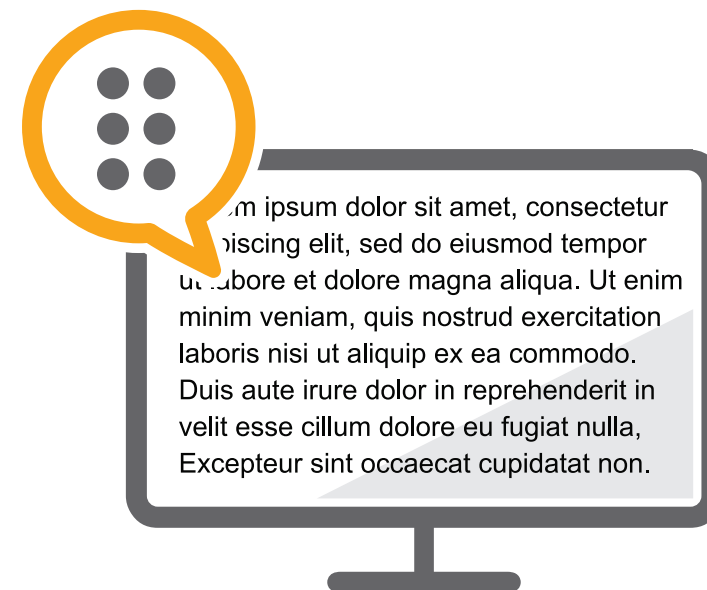 ipsum dolor sit amet, consectetur
elit, sed do eiusmod tempor
ut et dolore magna aliqua. Ut enim
minim veniam, quis nostrud exercitation
laboris nisi ut aliquip ex ea commodo.
Duis aute irure dolor in reprehenderit in
velit esse cillum dolore eu fugiat nulla,
Excepteur sint occaecat cupidatat non.